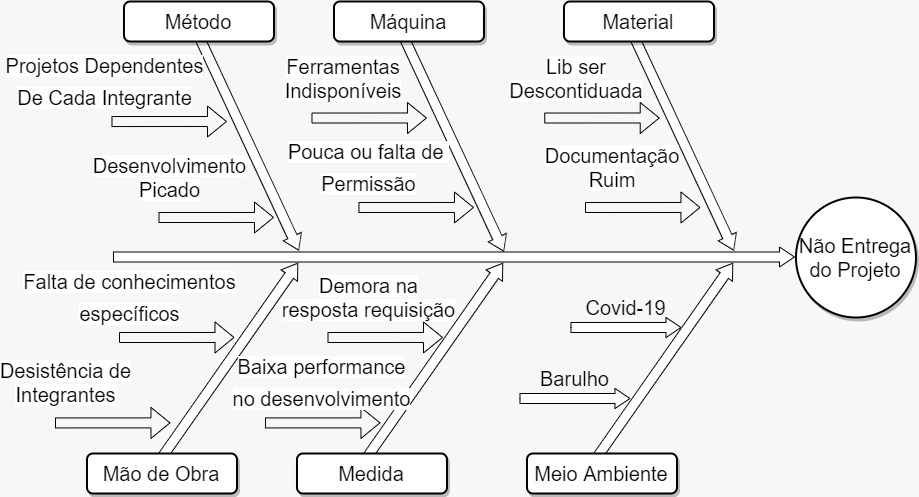 Método
Máquina
Material
Projetos Dependentes
De Cada Integrante
Desenvolvimento
Picado
Ferramentas
Indisponíveis
Pouca ou falta de
Permissão
Lib ser
Descontiduada
Documentação
Ruim
Não Entrega
do Projeto
Falta de conhecimentos
específicos
Desistência de
Integrantes
Demora na
resposta requisição
Baixa performance
no desenvolvimento
Covid-19
Barulho
Mão de Obra
Medida
Meio Ambiente